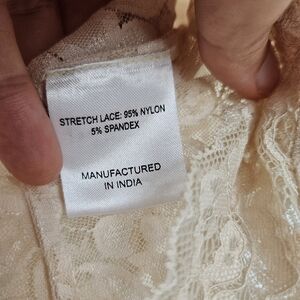 STRETCH LACE: 95% NYLON
5% SPANDEX
MANUFACTURED
IN INDIA